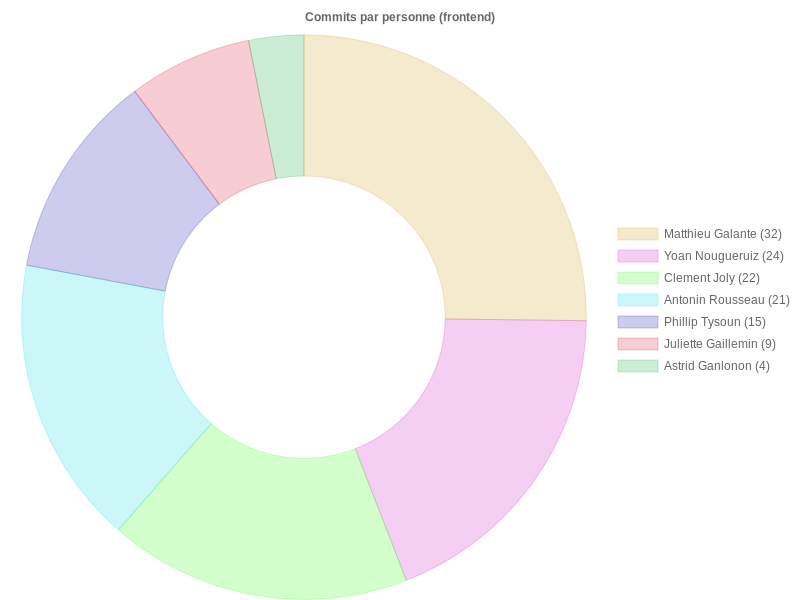 Commits par personne (frontend)
Matthieu Galante (32)
Yoan Nougueruiz (24)
Clement Joly (22)
Antonin Rousseau (21)
Phillip Tysoun (15)
Juliette Gaillemin (9)
Astrid Ganlonon (4)